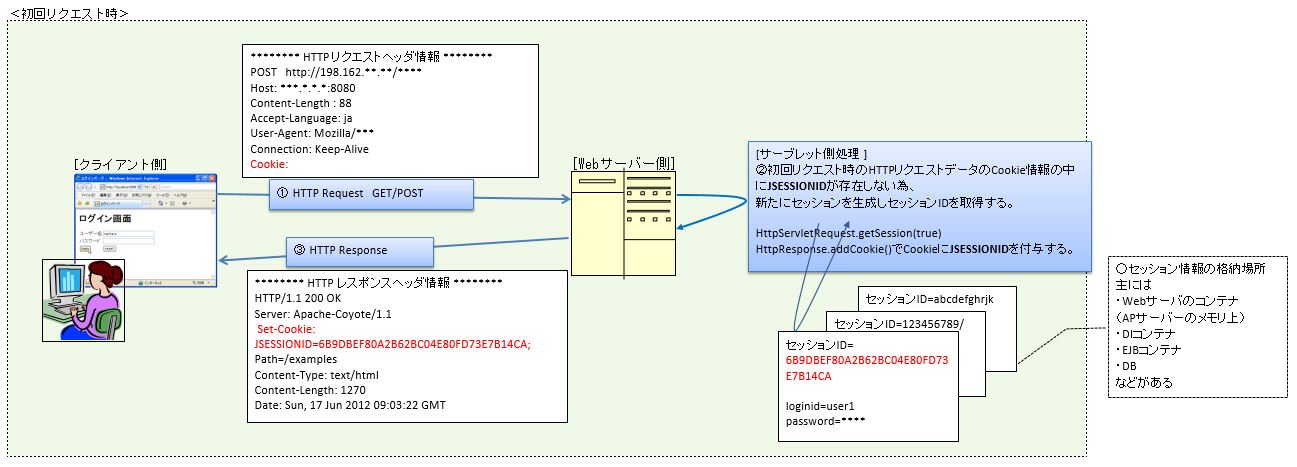 ＜初回リクエスト時＞
******** HTTPリクエストヘッダ情報 ********
POST   http://198.162.**.**/****
Host: ***.*.*.*:8080
Content-Length : 88
Accept-Language: ja
User-Agent: Mozilla/***
Connection: Keep-Alive
Cookie:
[クライアント側]
ログイン画面
ユーザー名
パスワード
① HTTP Request   GET/POST
③ HTTP Response
[Webサーバー側]
[サーブレット側処理 ]
②初回リクエスト時のHTTPリクエストデータのCookie情報の中
にJSESSIONIDが存在しない為、
新たにセッションを生成しセッションIDを取得する。
HttpServletRequest.getSession(true)
HttpResponse.addCookie()でCookieにJSESSIONIDを付与する。
******** HTTP レスポンスヘッダ情報 ********
HTTP/1.1 200 OK
Server: Apache-Coyote/1.1
Set-Cookie:
JSESSIONID=6B9DBEF80A2B62BC04E80FD73E7B14CA;
Path=/examples
Content-Type: text/html
Content-Length: 1270
Date: Sun, 17 Jun 2012 09:03:22 GMT
セッションID=abcdefghrjk
セッションID=123456789/
セッションID=
6B9DBEF80A2B62BC04E80FD73
E7B14CA
loginid=user1
password=****
○セッション情報の格納場所
主には
・Webサーバのコンテナ
（APサーバーのメモリ上）
・DIコンテナ
・EJBコンテナ
・DB
などがある